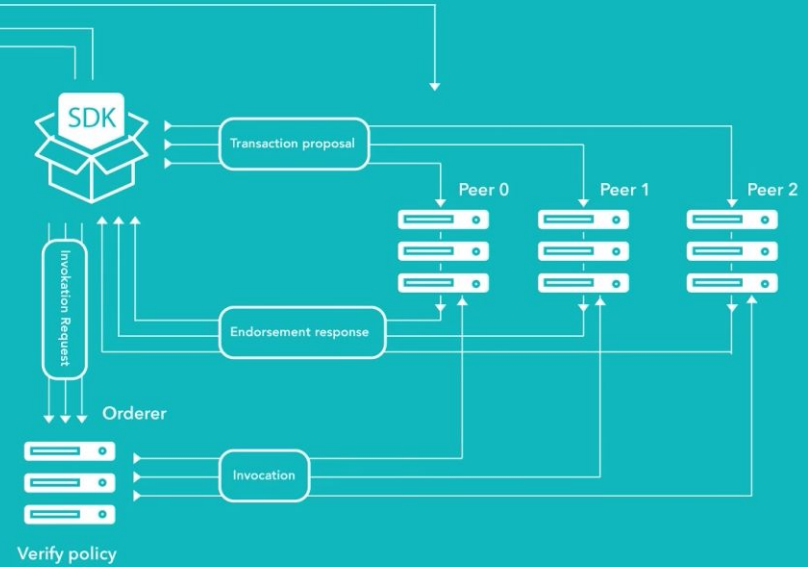 SDK
Transaction proposal
Peer 0
Peer 1
Peer 2
Invokation Request
Endorsement response
Orderer
Invocation
Verify policy